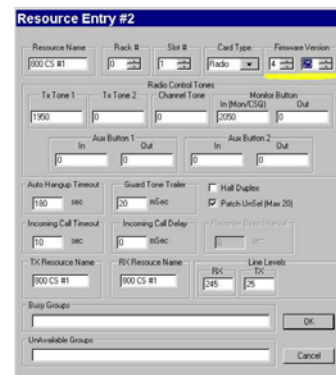 Resource Entry #2
Resource Name Rack # Slot # Card Type Firmware Version
800 CS #1 0 1 Radio 4
Radio Control Tones
Tx Tone 1 Tx Tone 2 Channel Tone Monitor Button
In (Mon/CSQ) Out
1950 0 0 2050 0
Aux Button 1 Aux Button 2
In Out In Out
0 0 0 0
Auto Hangup Timeout Guard Tone Trailer Half Duplex
180 sec 20 mSec Patch UnSel (Max 20)
Incoming Call Timeout Incoming Call Delay Recorder Beep Interval
10 sec 0 mSec 0 sec
TX Resource Name RX Resource Name Line Levels
RX TX
800 CS #1 800 CS #1 245 25
Busy Groups
OK
UnAvailable Groups
Cancel